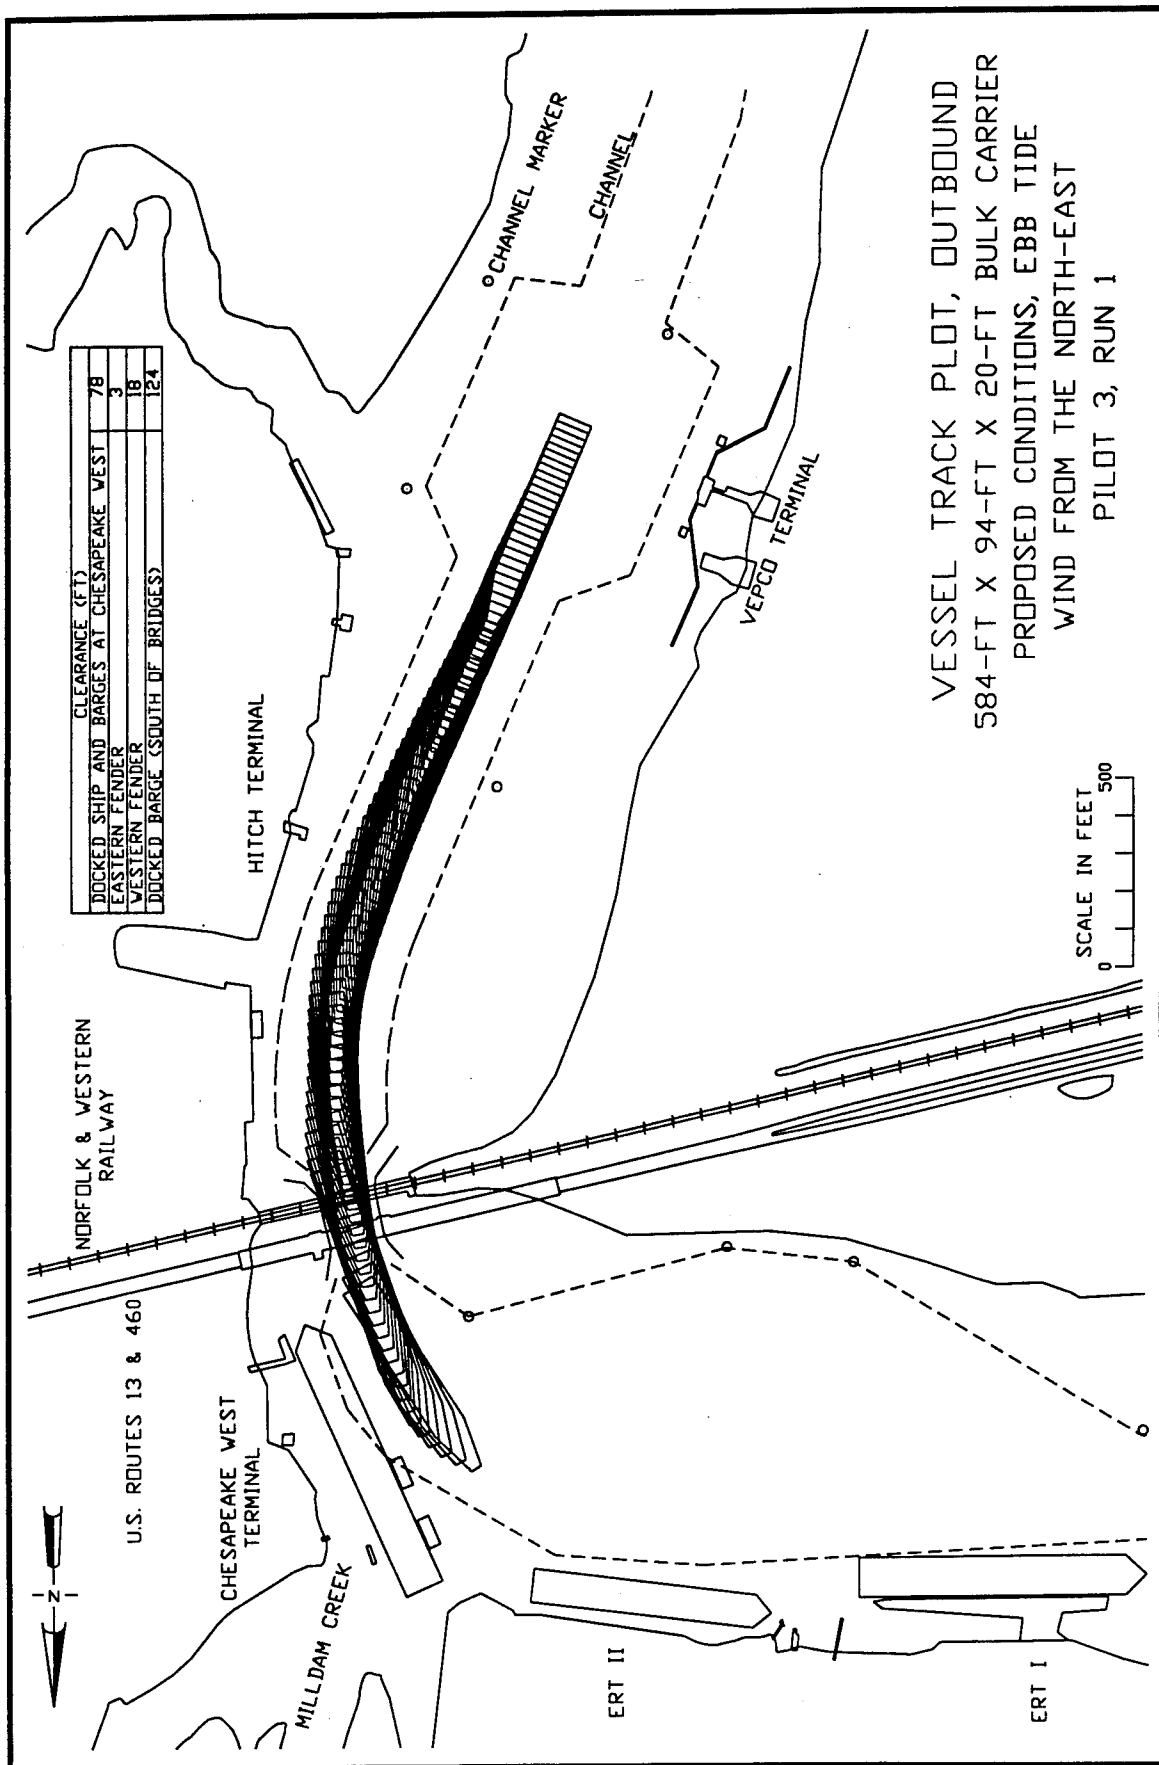 CLEARANCE (FT)
DOCKED SHIP AND BARGES AT CHESAPEAKE WEST 78
EASTERN FENDER 3
WESTERN FENDER 18
DOCKED BARGE (SOUTH OF BRIDGES) 124
N
U.S. ROUTES 13 & 460
NORFOLK & WESTERN
RAILWAY
HITCH TERMINAL
CHESAPEAKE WEST
TERMINAL
MILLDAM CREEK
CHANNEL MARKER
CHANNEL
VEPCO TERMINAL
ERT II
ERT I
SCALE IN FEET
0 500
VESSEL TRACK PLOT, OUTBOUND
584-FT X 94-FT X 20-FT BULK CARRIER
PROPOSED CONDITIONS, EBB TIDE
WIND FROM THE NORTH-EAST
PILOT 3, RUN 1